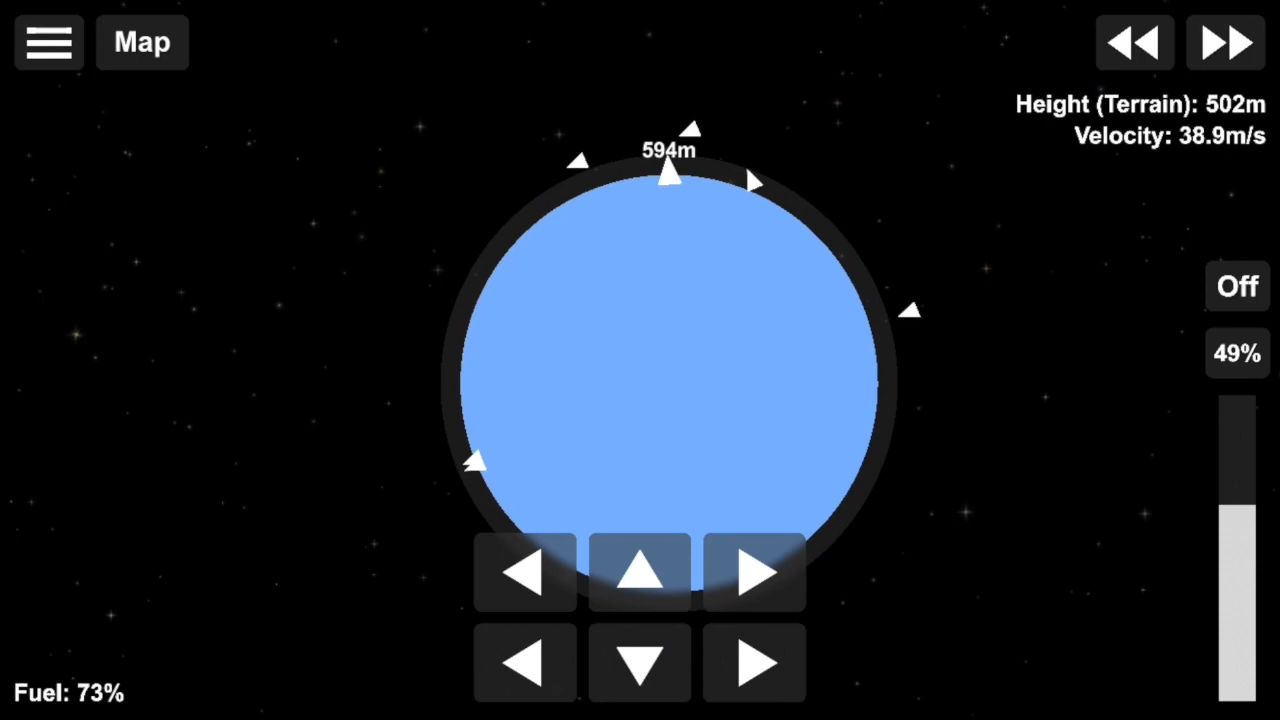 Map
Height (Terrain): 502m
Velocity: 38.9m/s
594m
Off
49%
Fuel: 73%